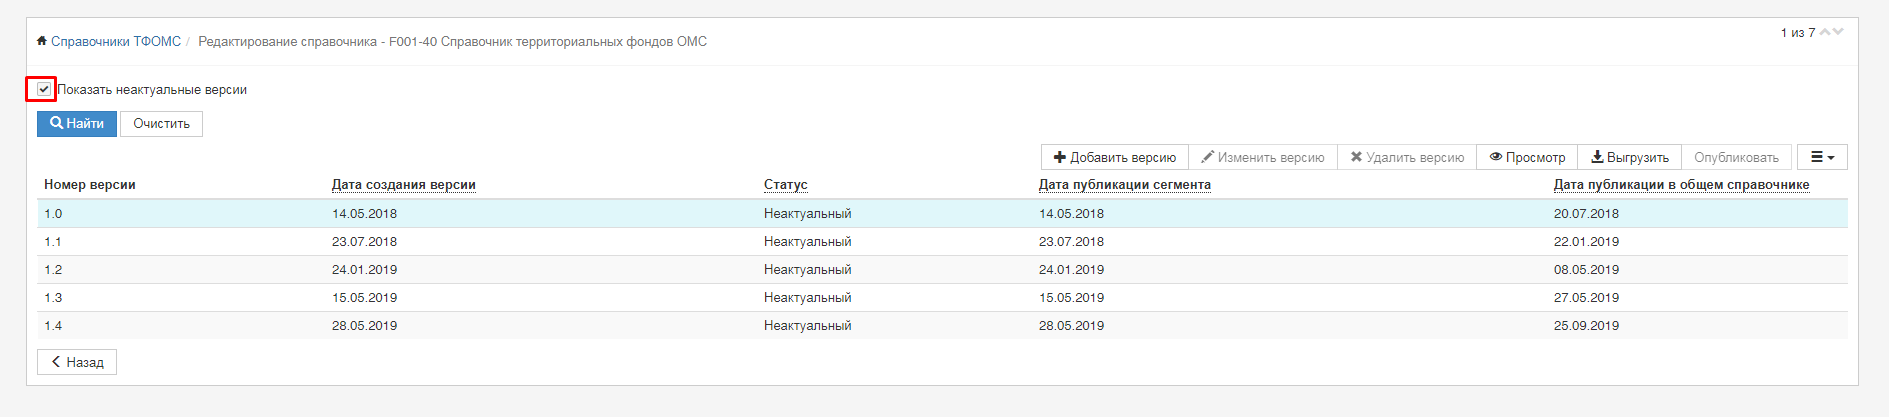 Справочники ТФОМС / Редактирование справочника - F001-40 Справочник территориальных фондов ОМС
1 из 7
Показать неактуальные версии
Найти Очистить
Добавить версию Изменить версию Удалить версию Просмотр Выгрузить Опубликовать
Номер версии Дата создания версии Статус Дата публикации сегмента Дата публикации в общем справочнике
1.0 14.05.2018 Неактуальный 14.05.2018 20.07.2018
1.1 23.07.2018 Неактуальный 23.07.2018 22.01.2019
1.2 24.01.2019 Неактуальный 24.01.2019 08.05.2019
1.3 15.05.2019 Неактуальный 15.05.2019 27.05.2019
1.4 28.05.2019 Неактуальный 28.05.2019 25.09.2019
Назад